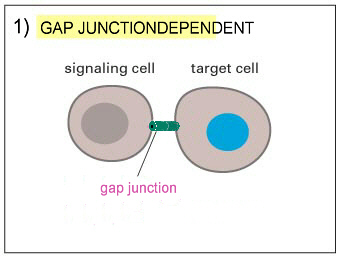 1) GAP JUNCTIONDEPENDENT
signaling cell target cell
gap junction